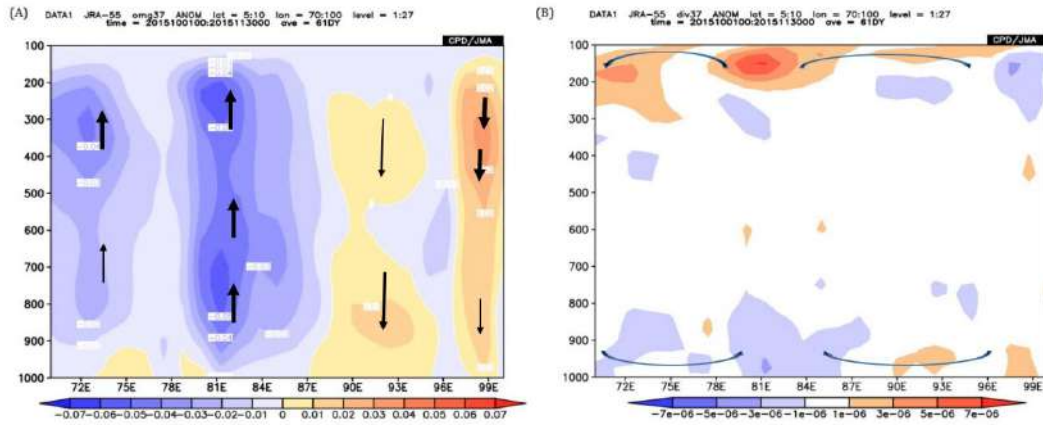 (A)
DATA1 JRA-55 omg37 ANOM lat = 5:10 lon = 70:100 level = 1:27
time = 2015100100:2015113000 ave = 61DY
CPD/JMA
100
200
300
400
500
600
700
800
900
1000
72E 75E 78E 81E 84E 87E 90E 93E 96E 99E
-0.07 -0.06 -0.05 -0.04 -0.03 -0.02 -0.01 0 0.01 0.02 0.03 0.04 0.05 0.06 0.07
(B)
DATA1 JRA-55 div37 ANOM lat = 5:10 lon = 70:100 level = 1:27
time = 2015100100:2015113000 ave = 61DY
CPD/JMA
100
200
300
400
500
600
700
800
900
1000
72E 75E 78E 81E 84E 87E 90E 93E 96E 99E
-7e-06 -5e-06 -3e-06 -1e-06 1e-06 3e-06 5e-06 7e-06